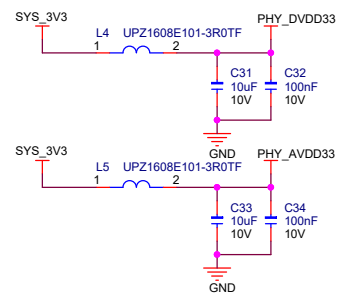 SYS_3V3
PHY_DVDD33
L4 UPZ1608E101-3R0TF
1 2
C31
10uF
10V
C32
100nF
10V
GND
SYS_3V3
PHY_AVDD33
L5 UPZ1608E101-3R0TF
1 2
C33
10uF
10V
C34
100nF
10V
GND